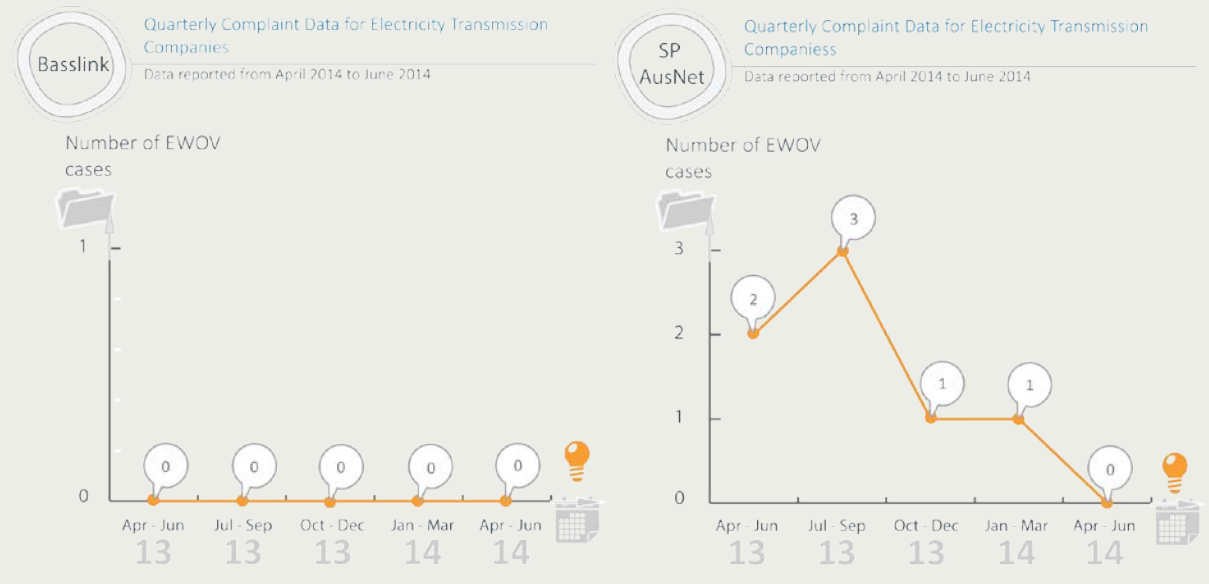 Basslink
Quarterly Complaint Data for Electricity Transmission
Companies
Data reported from April 2014 to June 2014
Number of EWOV
cases
1
0
0
0
0
0
0
Apr - Jun
Jul - Sep
Oct - Dec
Jan - Mar
Apr - Jun
13
13
13
14
14
SP
AusNet
Quarterly Complaint Data for Electricity Transmission
Companiess
Data reported from April 2014 to June 2014
Number of EWOV
cases
3
2
1
0
2
3
1
1
0
Apr - Jun
Jul - Sep
Oct - Dec
Jan - Mar
Apr - Jun
13
13
13
14
14